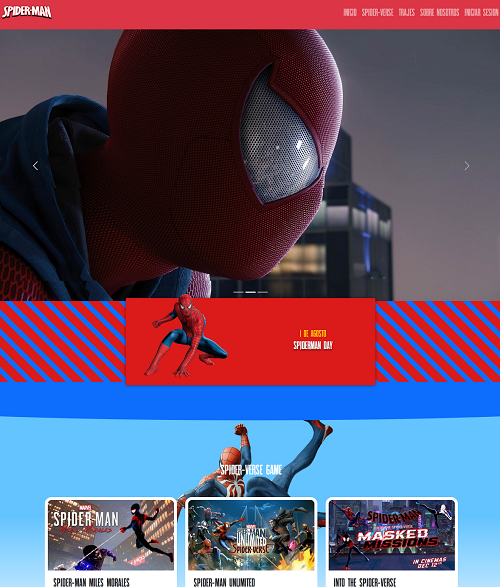 SPIDER-MAN
INICIO SPIDER-VERSE TRAJES SOBRE NOSOTROS INICIAR SESION
1 DE AGOSTO
SPIDERMAN DAY
SPIDER-VERSE GAME
MARVEL
SPIDER-MAN
MILES MORALES
MARVEL
SPIDER-MAN
UNLIMITED
SPIDER-VERSE
SPIDER-MAN
MASKED
MISSIONS
IN CINEMAS
DEC 12TH
SPIDER-MAN MILES MORALES
SPIDER-MAN UNLIMITED
INTO THE SPIDER-VERSE